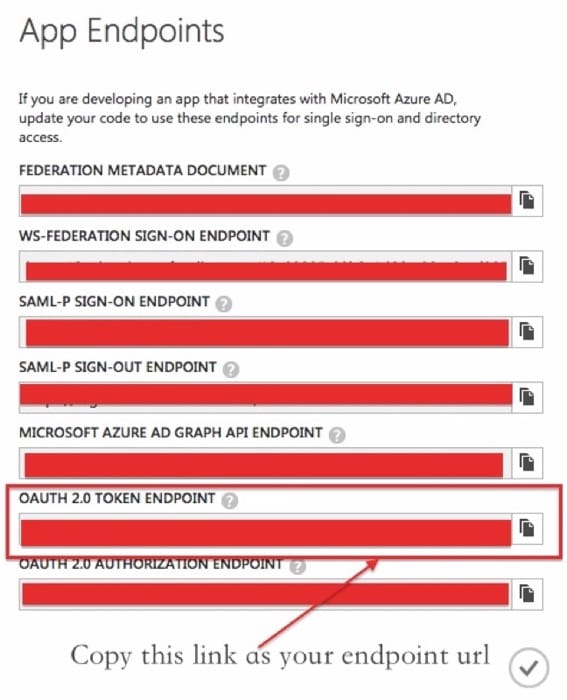 App Endpoints
If you are developing an app that integrates with Microsoft Azure AD,
update your code to use these endpoints for single sign-on and directory
access.
FEDERATION METADATA DOCUMENT ?
WS-FEDERATION SIGN-ON ENDPOINT ?
SAML-P SIGN-ON ENDPOINT ?
SAML-P SIGN-OUT ENDPOINT ?
MICROSOFT AZURE AD GRAPH API ENDPOINT ?
OAUTH 2.0 TOKEN ENDPOINT ?
OAUTH 2.0 AUTHORIZATION ENDPOINT ?
Copy this link as your endpoint url